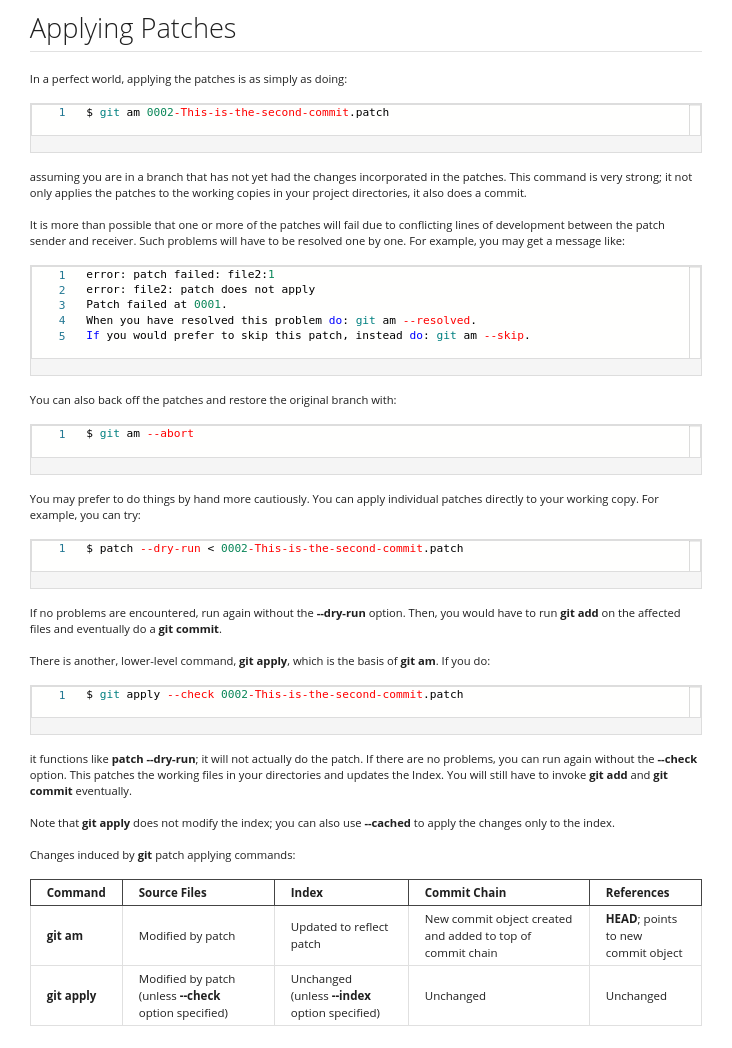 Applying Patches
In a perfect world, applying the patches is as simply as doing:
1 $ git am 0002-This-is-the-second-commit.patch
assuming you are in a branch that has not yet had the changes incorporated in the patches. This command is very strong; it not
only applies the patches to the working copies in your project directories, it also does a commit.
It is more than possible that one or more of the patches will fail due to conflicting lines of development between the patch
sender and receiver. Such problems will have to be resolved one by one. For example, you may get a message like:
1 error: patch failed: file2:1
2 error: file2: patch does not apply
3 Patch failed at 0001.
4 When you have resolved this problem do: git am --resolved.
5 If you would prefer to skip this patch, instead do: git am --skip.
You can also back off the patches and restore the original branch with:
1 $ git am --abort
You may prefer to do things by hand more cautiously. You can apply individual patches directly to your working copy. For
example, you can try:
1 $ patch --dry-run < 0002-This-is-the-second-commit.patch
If no problems are encountered, run again without the --dry-run option. Then, you would have to run git add on the affected
files and eventually do a git commit.
There is another, lower-level command, git apply, which is the basis of git am. If you do:
1 $ git apply --check 0002-This-is-the-second-commit.patch
it functions like patch --dry-run; it will not actually do the patch. If there are no problems, you can run again without the --check
option. This patches the working files in your directories and updates the Index. You will still have to invoke git add and git
commit eventually.
Note that git apply does not modify the index; you can also use --cached to apply the changes only to the index.
Changes induced by git patch applying commands:
Command Source Files Index Commit Chain References
git am
Modified by patch
Updated to reflect
patch
New commit object created
and added to top of
commit chain
HEAD; points
to new
commit object
git apply
Modified by patch
(unless --check
option specified)
Unchanged
(unless --index
option specified)
Unchanged
Unchanged